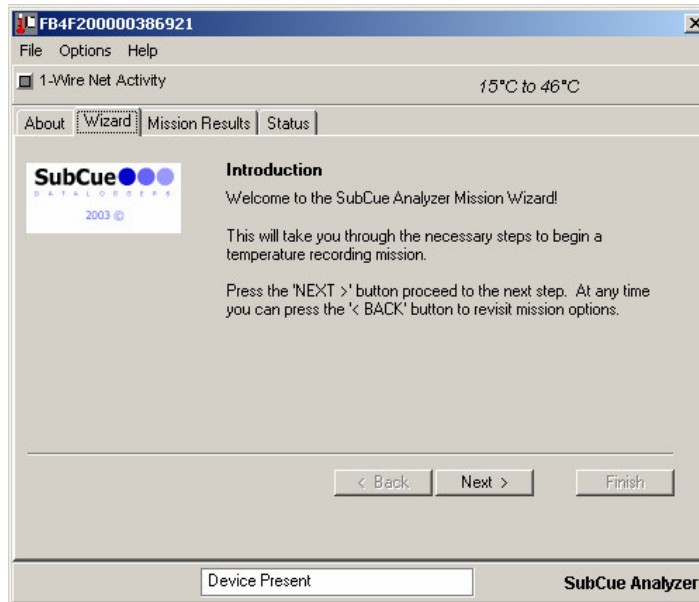 FB4F200000386921
File Options Help
1-Wire Net Activity
15°C to 46°C
About Wizard Mission Results Status
SubCue
DATALOGGERS
2003 ©
Introduction
Welcome to the SubCue Analyzer Mission Wizard!
This will take you through the necessary steps to begin a
temperature recording mission.
Press the 'NEXT >' button proceed to the next step. At any time
you can press the '< BACK' button to revisit mission options.
< Back Next > Finish
Device Present
SubCue Analyzer